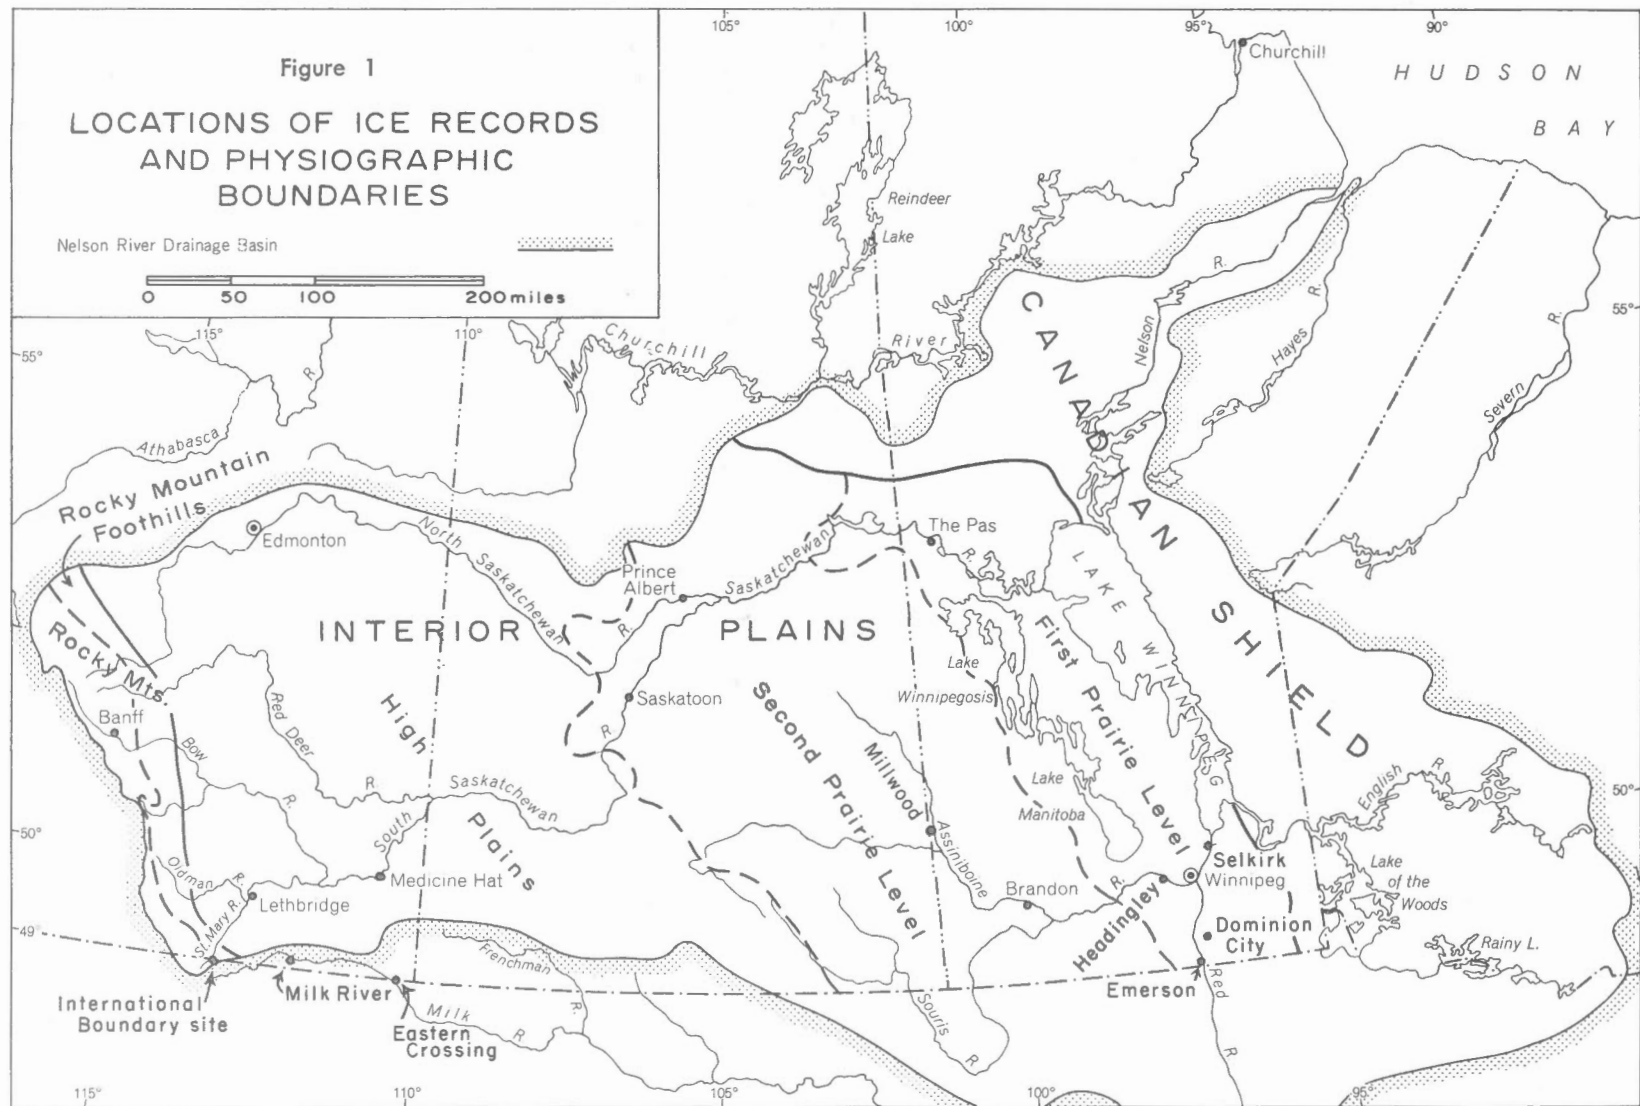 Figure 1
LOCATIONS OF ICE RECORDS
AND PHYSIOGRAPHIC
BOUNDARIES
Nelson River Drainage Basin
0 50 100 200 miles
105° 100° 95° 90°
Churchill
HUDSON
BAY
Reindeer
Lake
115° 110°
55°
55°
Churchill River
R.
Nelson R.
Hayes R.
Severn R.
CANADIAN SHIELD
Athabasca R.
Rocky Mountain
Foothills
Edmonton
North Saskatchewan R.
Prince
Albert
Saskatchewan R.
The Pas
LAKE WINNIPEG
INTERIOR PLAINS
Rocky Mts.
Banff
Bow R.
Red Deer R.
High Plains
Saskatoon
R.
South Saskatchewan
Second Prairie Level
First Prairie Level
Lake
Winnipegosis
Lake
Manitoba
Millwood
Assiniboine R.
English R.
50°
50°
Oldman R.
Medicine Hat
Lethbridge
St. Mary R.
Brandon
Headingley
Selkirk
Winnipeg
Lake
of the
Woods
Dominion
City
Rainy L.
49°
International
Boundary site
Milk River
Frenchman R.
Milk R.
Eastern
Crossing
Souris R.
Emerson
Red R.
115° 110° 105° 100° 95°